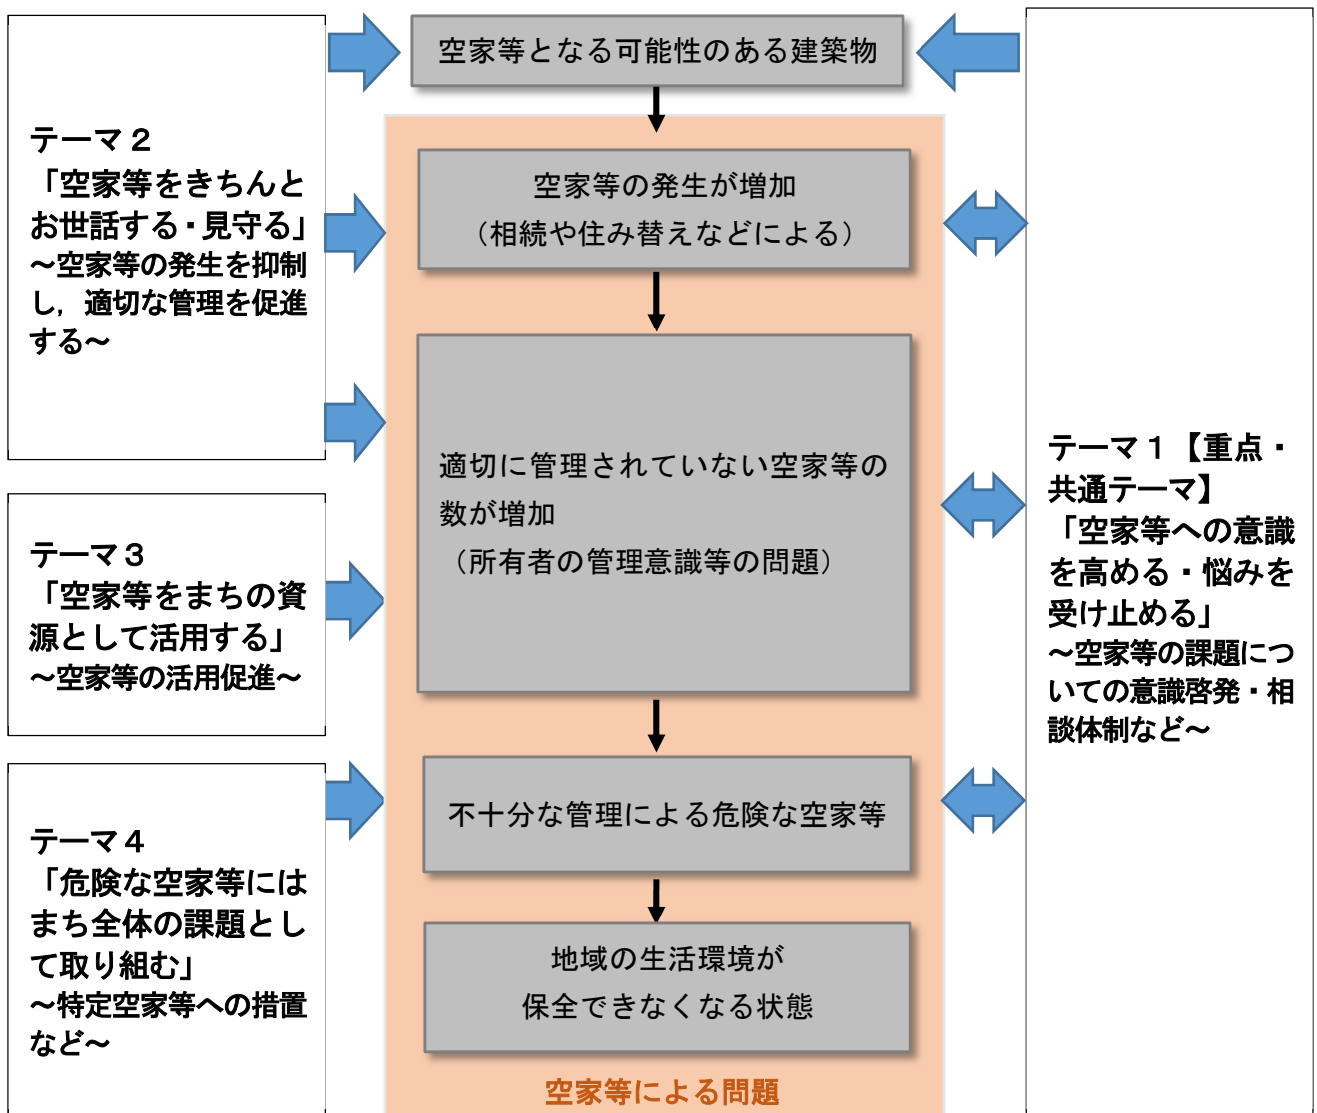 空家等となる可能性のある建築物
テーマ２
「空家等をきちんと
お世話する・見守る」
～空家等の発生を抑制
し，適切な管理を促進
する～
テーマ３
「空家等をまちの資
源として活用する」
～空家等の活用促進～
テーマ４
「危険な空家等には
まち全体の課題とし
て取り組む」
～特定空家等への措置
など～
空家等の発生が増加
（相続や住み替えなどによる）
適切に管理されていない空家等の
数が増加
（所有者の管理意識等の問題）
不十分な管理による危険な空家等
地域の生活環境が
保全できなくなる状態
空家等による問題
テーマ１【重点・
共通テーマ】
「空家等への意識
を高める・悩みを
受け止める」
～空家等の課題につ
いての意識啓発・相
談体制など～